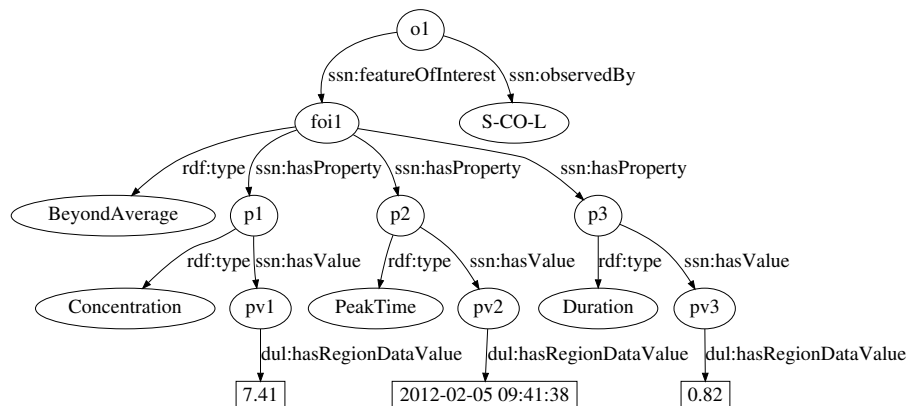 o1
ssn:featureOfInterest ssn:observedBy
foi1 S-CO-L
rdf:type ssn:hasProperty ssn:hasProperty ssn:hasProperty
BeyondAverage p1 p2 p3
rdf:type ssn:hasValue rdf:type ssn:hasValue rdf:type ssn:hasValue
Concentration pv1 PeakTime pv2 Duration pv3
dul:hasRegionDataValue dul:hasRegionDataValue dul:hasRegionDataValue
7.41 2012-02-05 09:41:38 0.82